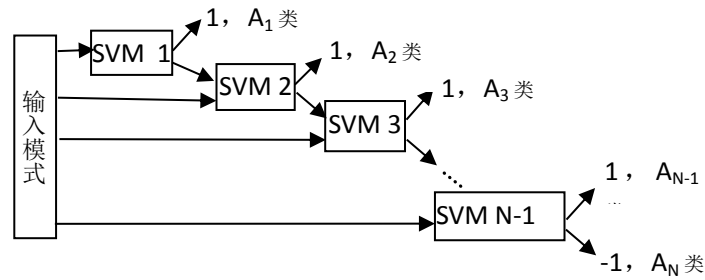 1，A1类
SVM 1
1，A2类
SVM 2
1，A3类
SVM 3
输入模式
1，AN-1
SVM N-1
-1，AN类